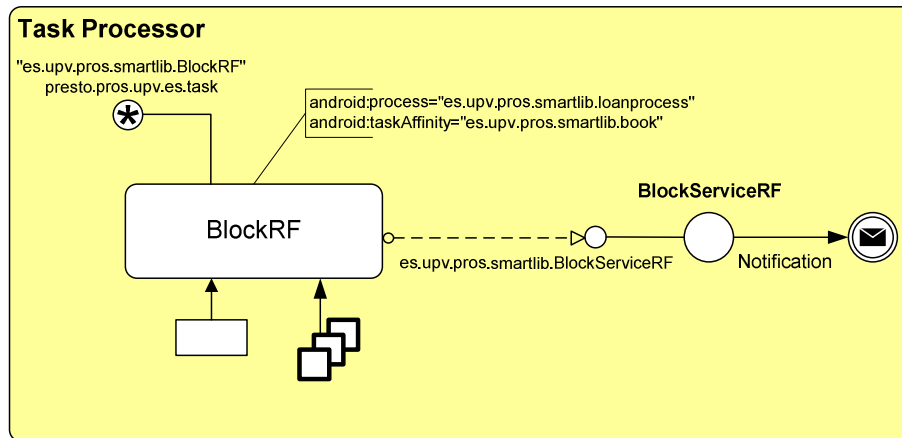 Task Processor
"es.upv.pros.smartlib.BlockRF"
presto.pros.upv.es.task
android:process="es.upv.pros.smartlib.loanprocess"
android:taskAffinity="es.upv.pros.smartlib.book"
BlockRF
BlockServiceRF
es.upv.pros.smartlib.BlockServiceRF
Notification